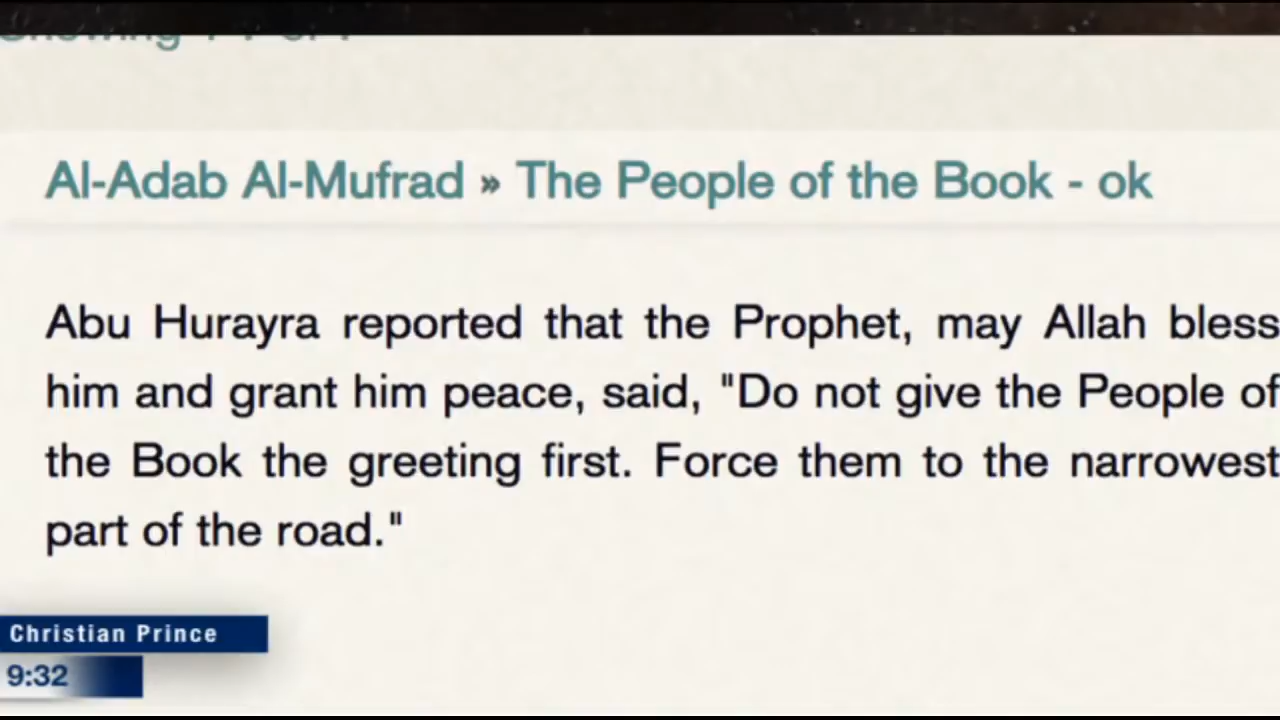 Al-Adab Al-Mufrad » The People of the Book - ok
Abu Hurayra reported that the Prophet, may Allah bless
him and grant him peace, said, "Do not give the People of
the Book the greeting first. Force them to the narrowest
part of the road."
Christian Prince
9:32